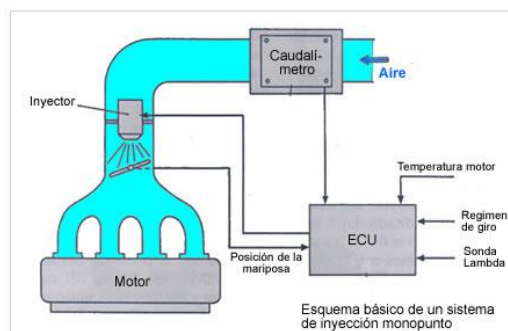 Caudalí-
metro
Aire
Inyector
Temperatura motor
Regimen
de giro
ECU
Sonda
Lambda
Posición de la
mariposa
Motor
Esquema básico de un sistema
de inyección monopunto